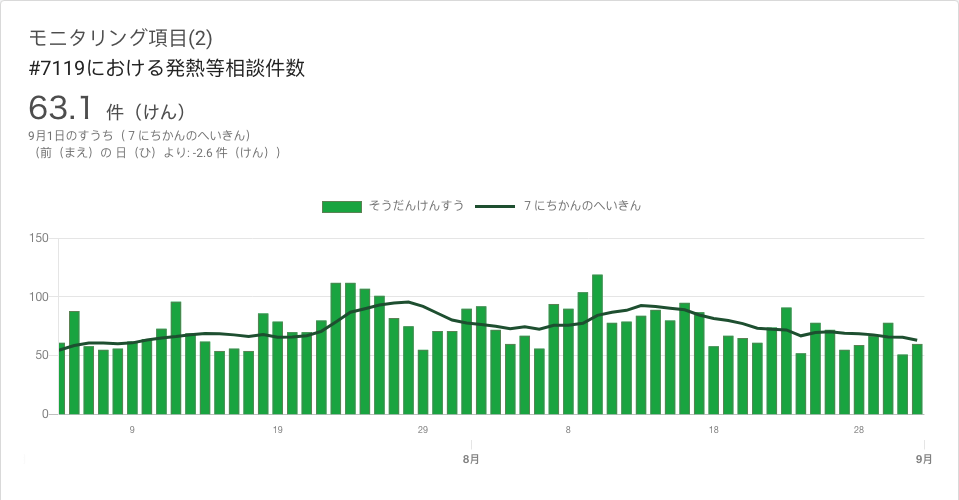 モニタリング項目(2)
#7119における発熱等相談件数
63.1 件（けん）
9月1日のすうち（７にちかんのへいきん）
（前（まえ）の 日（ひ）より: -2.6 件（けん））
そうだんけんすう ７にちかんのへいきん
150
100
50
0
9 19 29 8 18 28
8月 9月